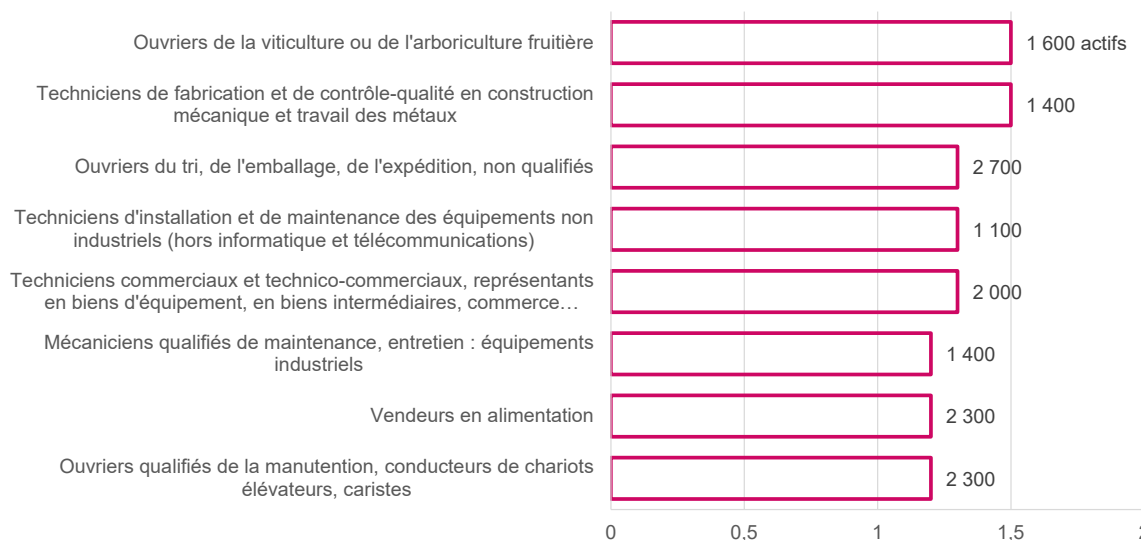 Ouvriers de la viticulture ou de l'arboriculture fruitière
1 600 actifs
Techniciens de fabrication et de contrôle-qualité en construction
mécanique et travail des métaux
1 400
Ouvriers du tri, de l'emballage, de l'expédition, non qualifiés
2 700
Techniciens d'installation et de maintenance des équipements non
industriels (hors informatique et télécommunications)
1 100
Techniciens commerciaux et technico-commerciaux, représentants
en biens d'équipement, en biens intermédiaires, commerce…
2 000
Mécaniciens qualifiés de maintenance, entretien : équipements
industriels
1 400
Vendeurs en alimentation
2 300
Ouvriers qualifiés de la manutention, conducteurs de chariots
élévateurs, caristes
2 300
0 0,5 1 1,5